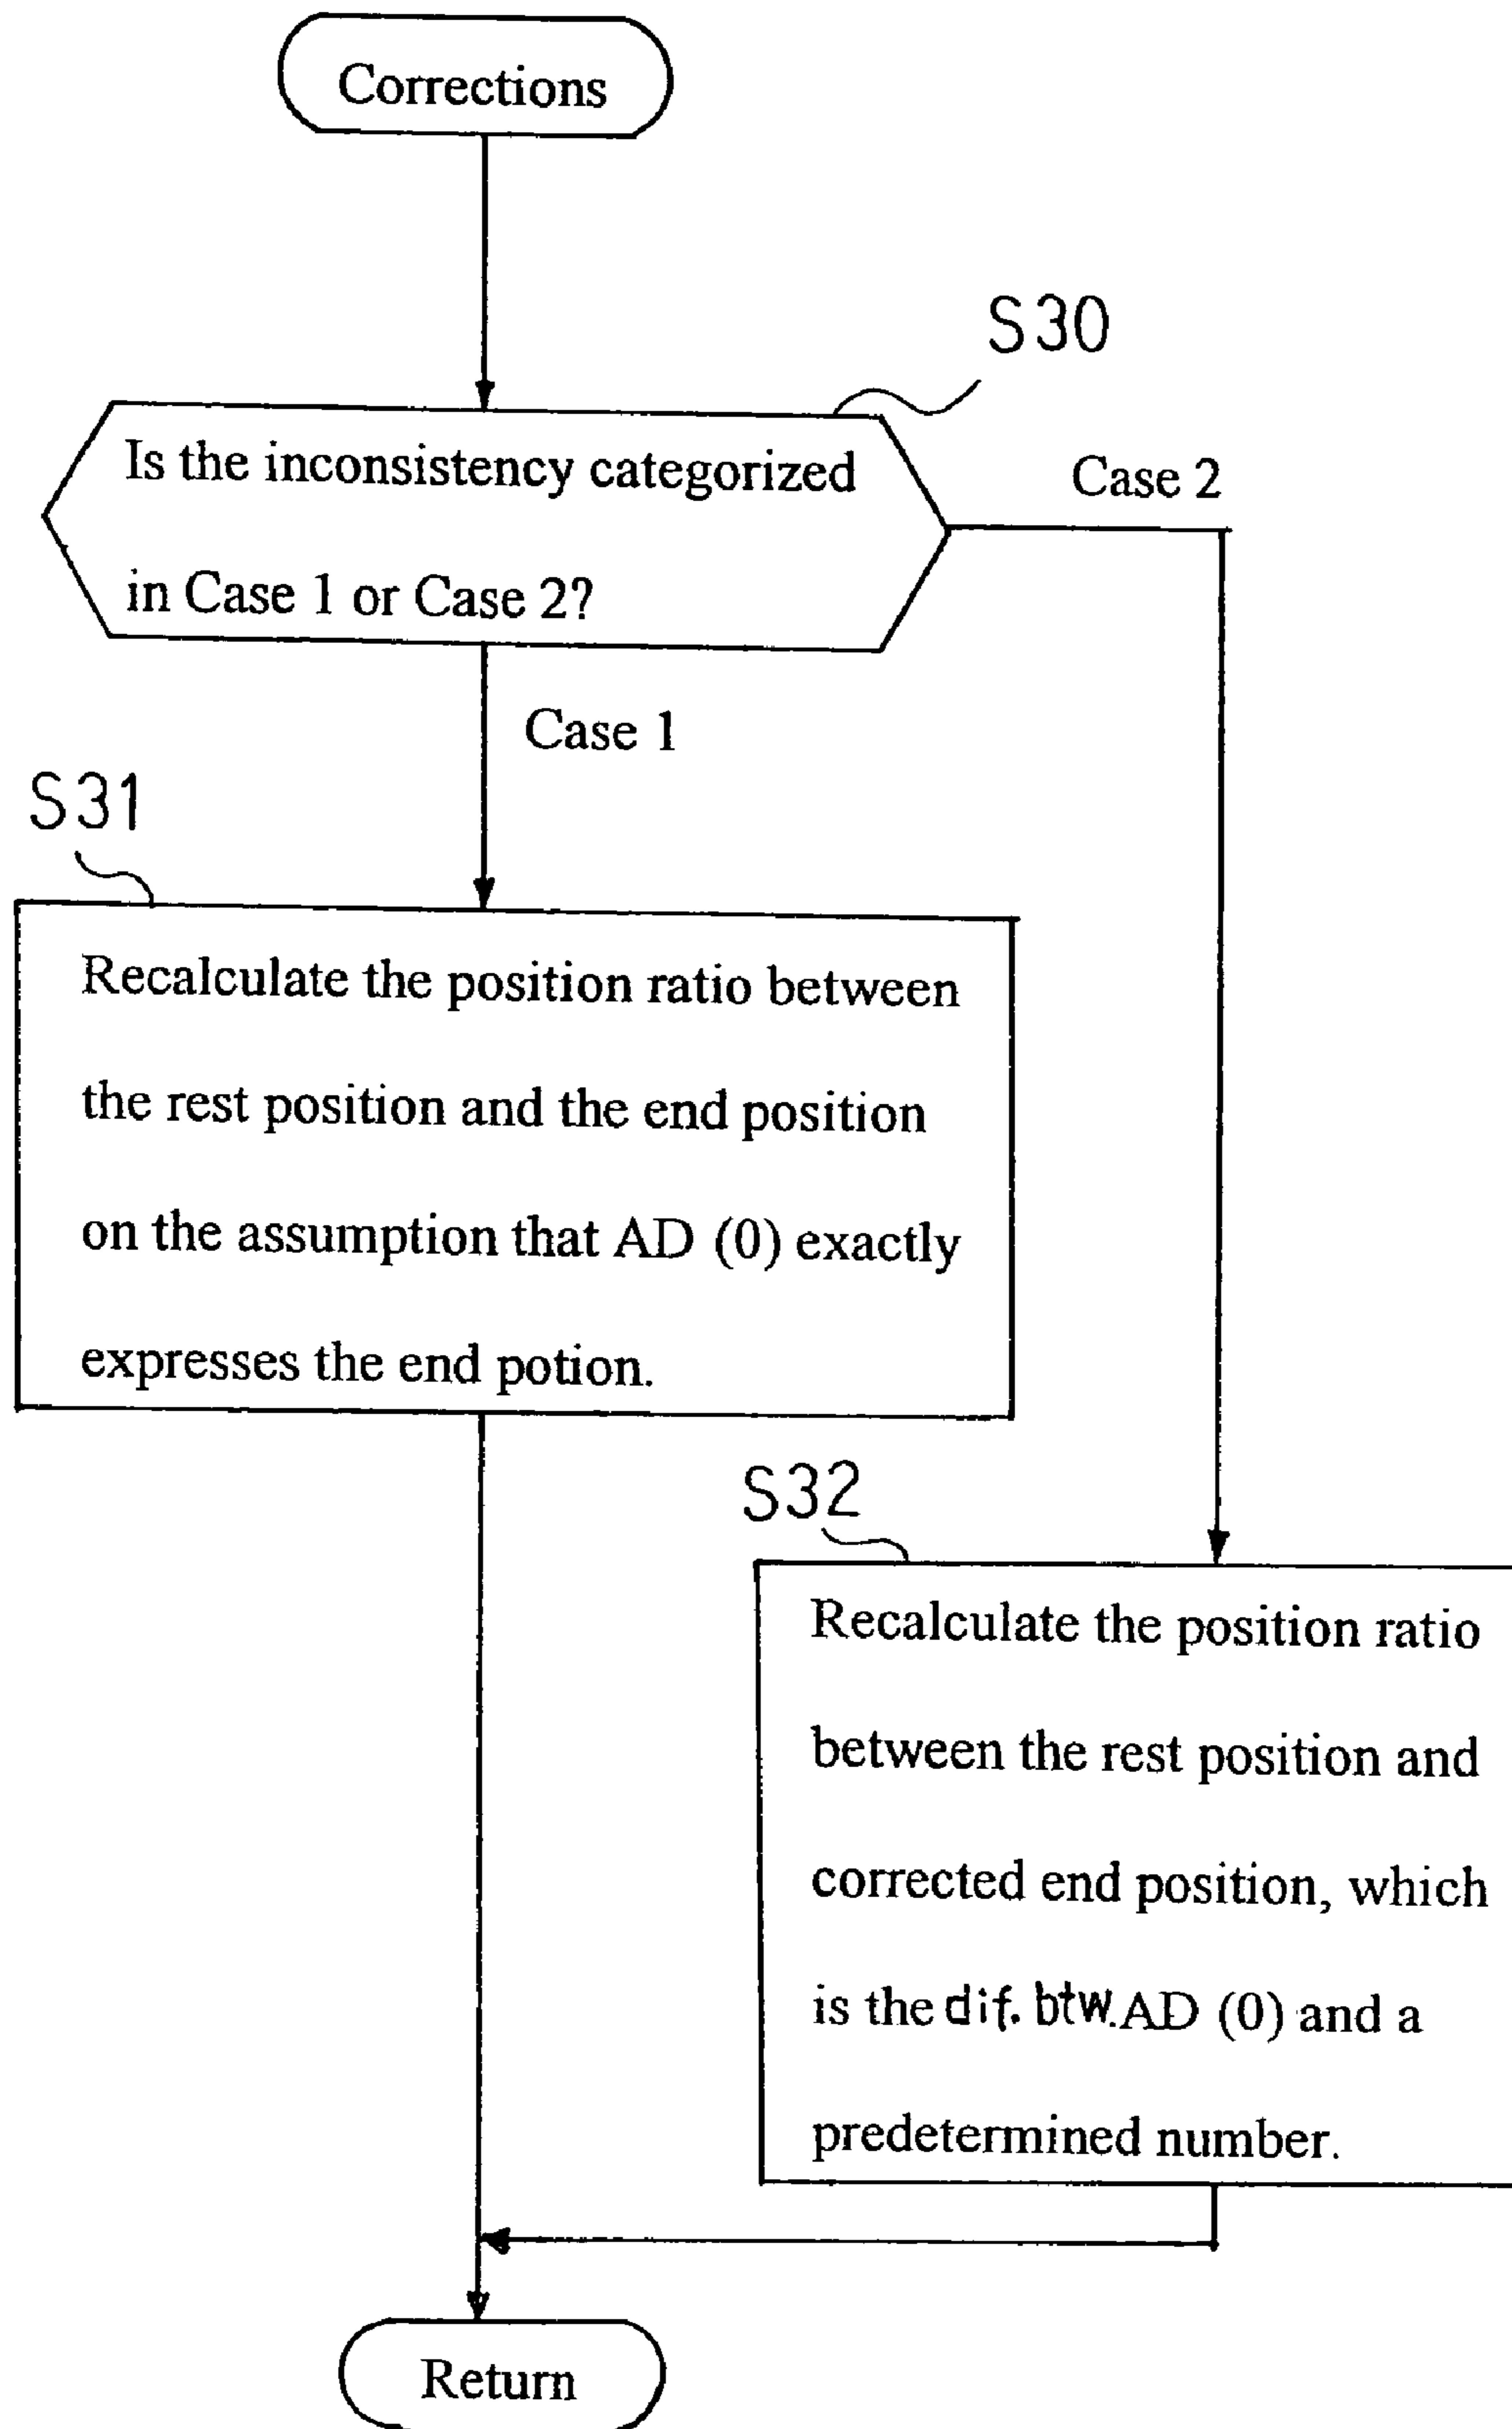 Corrections
S30
Is the inconsistency categorized
in Case 1 or Case 2?
Case 2
Case 1
S31
Recalculate the position ratio between
the rest position and the end position
on the assumption that AD (0) exactly
expresses the end potion.
S32
Recalculate the position ratio
between the rest position and
corrected end position, which
is the dif. btw. AD (0) and a
predetermined number.
Return